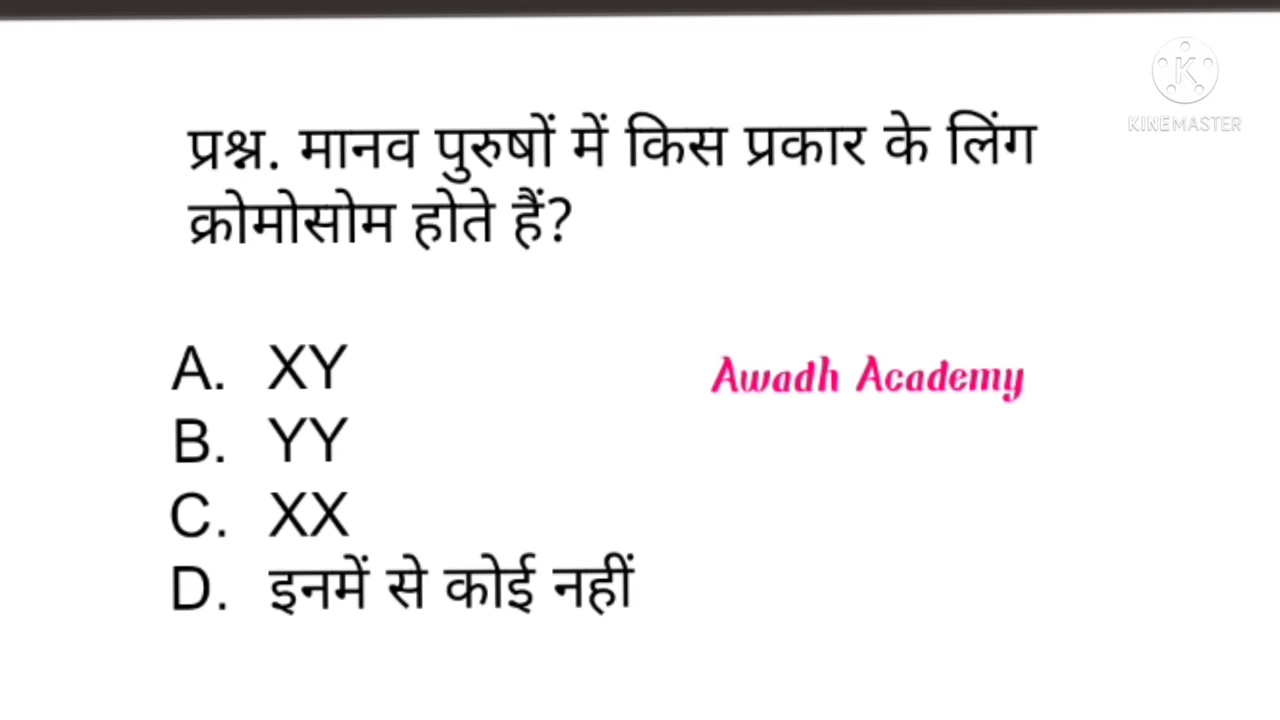 KINEMASTER
प्रश्न. मानव पुरुषों में किस प्रकार के लिंग
क्रोमोसोम होते हैं?
A. XY
Awadh Academy
B. YY
C. XX
D. इनमें से कोई नहीं